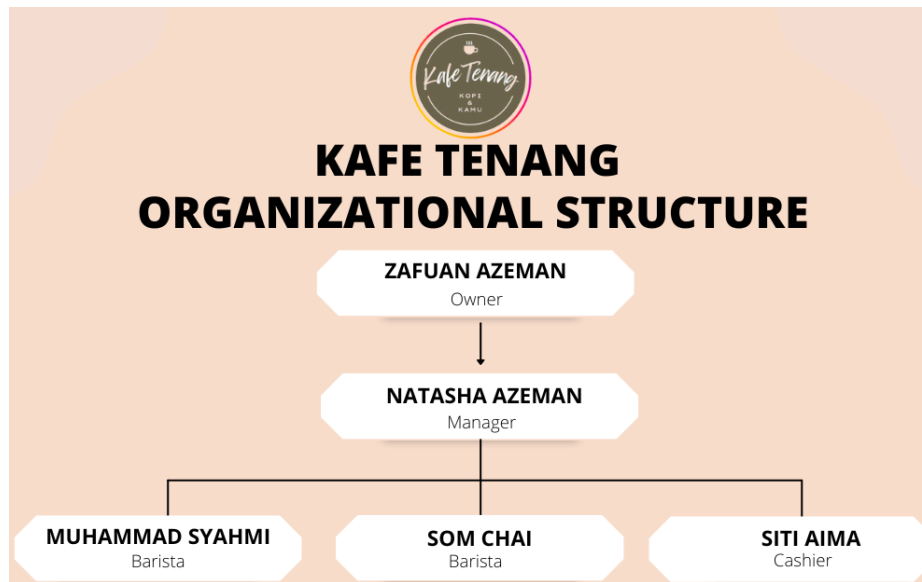 Kafe Tenang
KOPI
&
KAMU
KAFE TENANG
ORGANIZATIONAL STRUCTURE
ZAFUAN AZEMAN
Owner
NATASHA AZEMAN
Manager
MUHAMMAD SYAHMI
Barista
SOM CHAI
Barista
SITI AIMA
Cashier